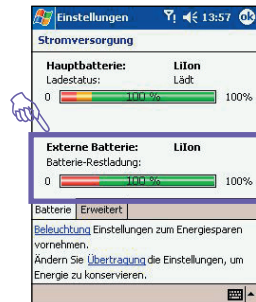 Einstellungen 13:57 ok
Stromversorgung
Hauptbatterie: LiIon
Ladestatus: Lädt
0 100 % 100%
Externe Batterie: LiIon
Batterie-Restladung:
0 100 % 100%
Batterie Erweitert
Beleuchtung Einstellungen zum Energiesparen
vornehmen.
Ändern Sie Übertragung die Einstellungen, um
Energie zu konservieren.